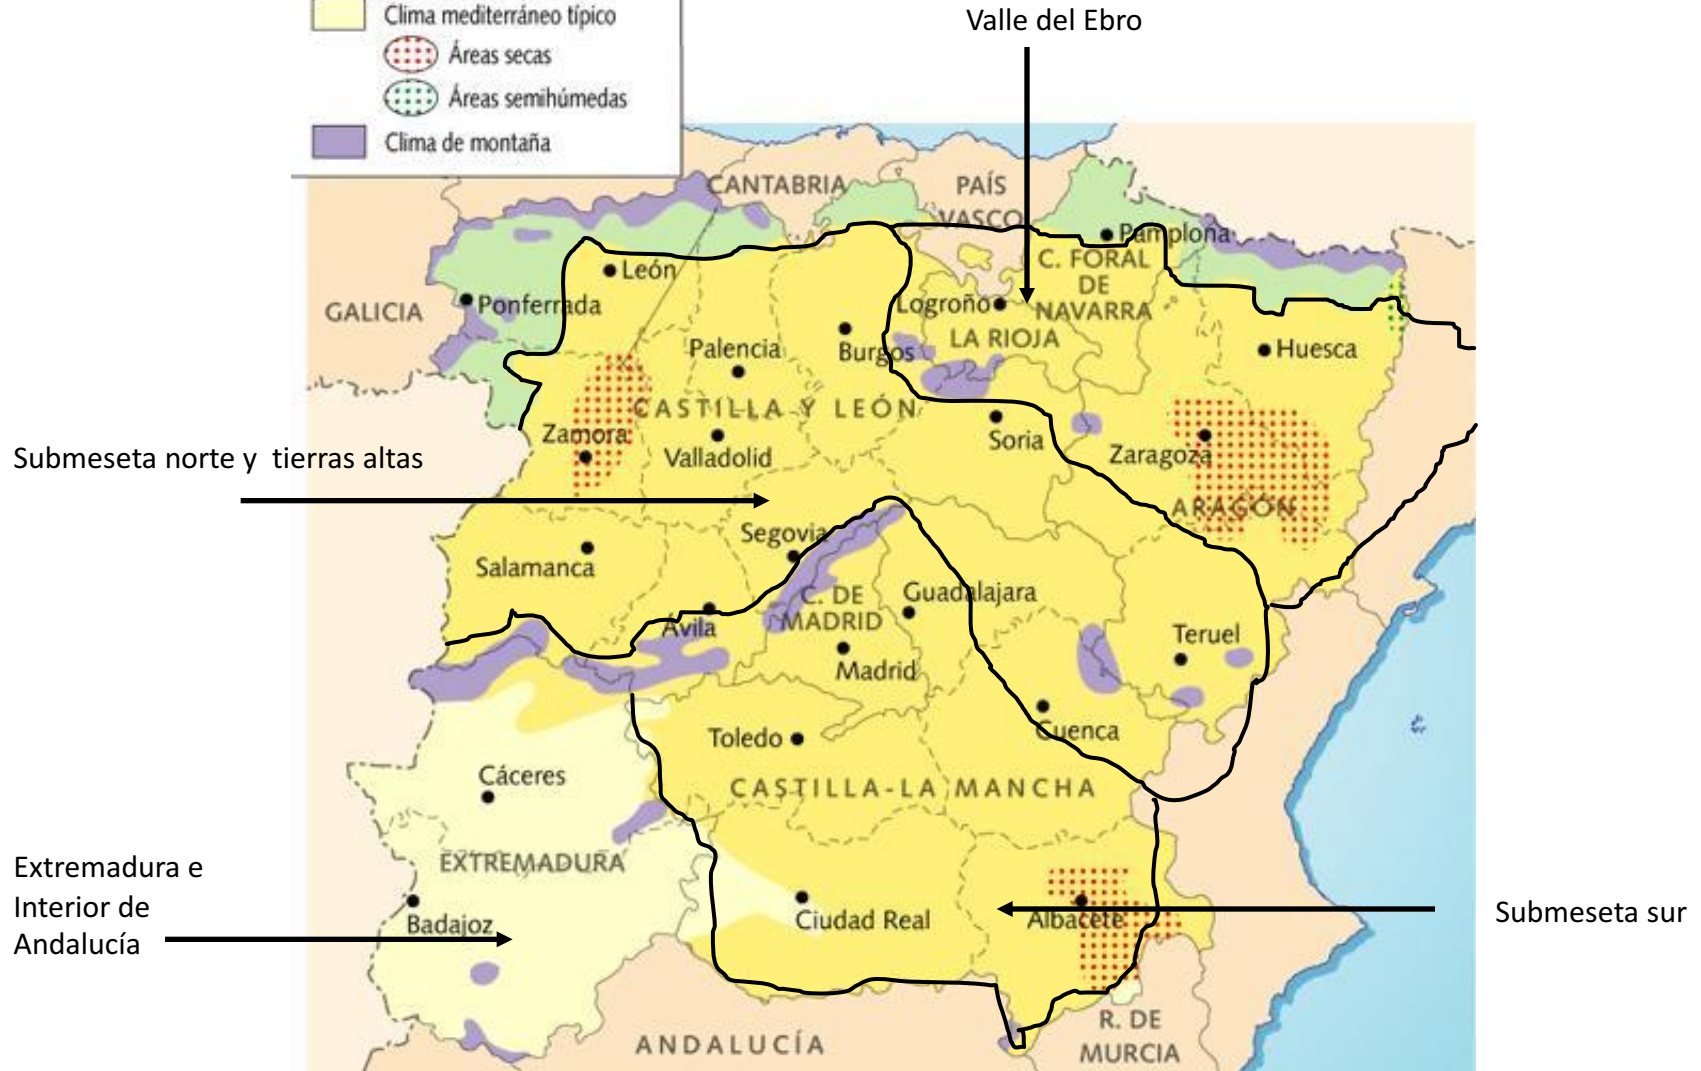 Clima mediterráneo típico
Áreas secas
Áreas semihúmedas
Clima de montaña
Valle del Ebro
CANTABRIA
PAÍS
VASCO
Pamplona
C. FORAL
DE
NAVARRA
León
Ponferrada
GALICIA
Logroño
LA RIOJA
Palencia
Burgos
Huesca
CASTILLA Y LEÓN
Zamora
Valladolid
Soria
Zaragoza
Submeseta norte y tierras altas
ARAGÓN
Segovia
Salamanca
C. DE
MADRID
Guadalajara
Ávila
Teruel
Madrid
Toledo
Cuenca
Cáceres
CASTILLA-LA MANCHA
EXTREMADURA
Extremadura e
Interior de
Andalucía
Badajoz
Ciudad Real
Albacete
Submeseta sur
ANDALUCÍA
R. DE
MURCIA